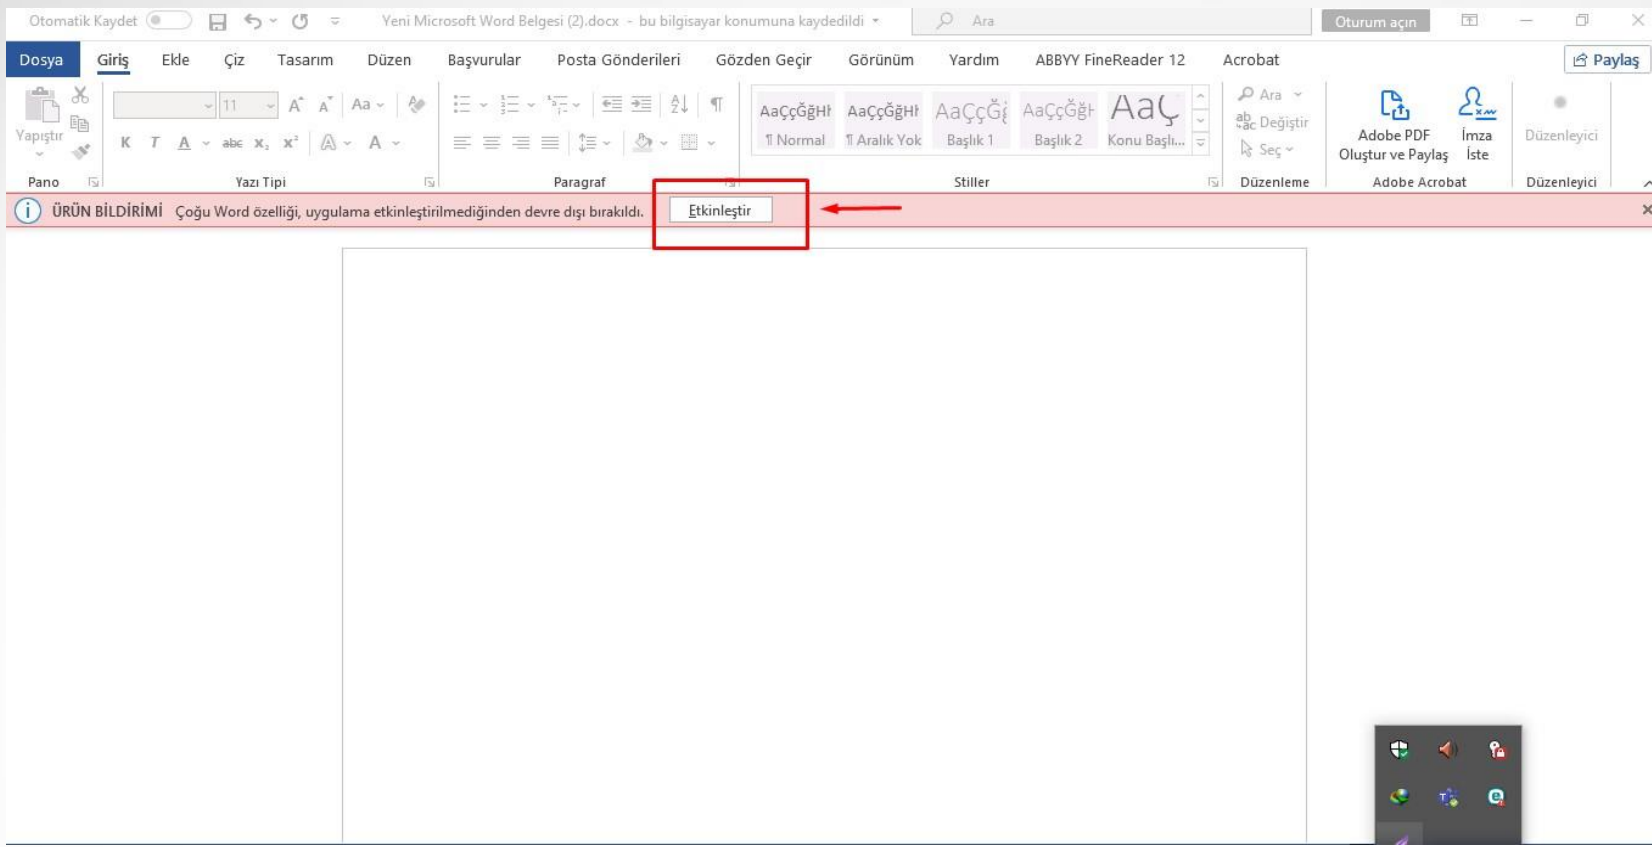 Otomatik Kaydet
Yeni Microsoft Word Belgesi (2).docx - bu bilgisayar konumuna kaydedildi
Ara
Oturum açın
Dosya Giriş Ekle Çiz Tasarım Düzen Başvurular Posta Gönderileri Gözden Geçir Görünüm Yardım ABBYY FineReader 12 Acrobat
Paylaş
Yapıştır
Pano
11
A A Aa
K T A abc x, x² A A
Yazı Tipi
Paragraf
AaÇçĞğHł AaÇçĞğHł AaÇçĞğ AaÇçĞğH AaÇ
¶ Normal ¶ Aralık Yok Başlık 1 Başlık 2 Konu Başlı...
Stiller
Ara
Değiştir
Seç
Düzenleme
Adobe PDF
Oluştur ve Paylaş
İmza
İste
Adobe Acrobat
Düzenleyici
Düzenleyici
ÜRÜN BİLDİRİMİ Çoğu Word özelliği, uygulama etkinleştirilmediğinden devre dışı bırakıldı. Etkinleştir